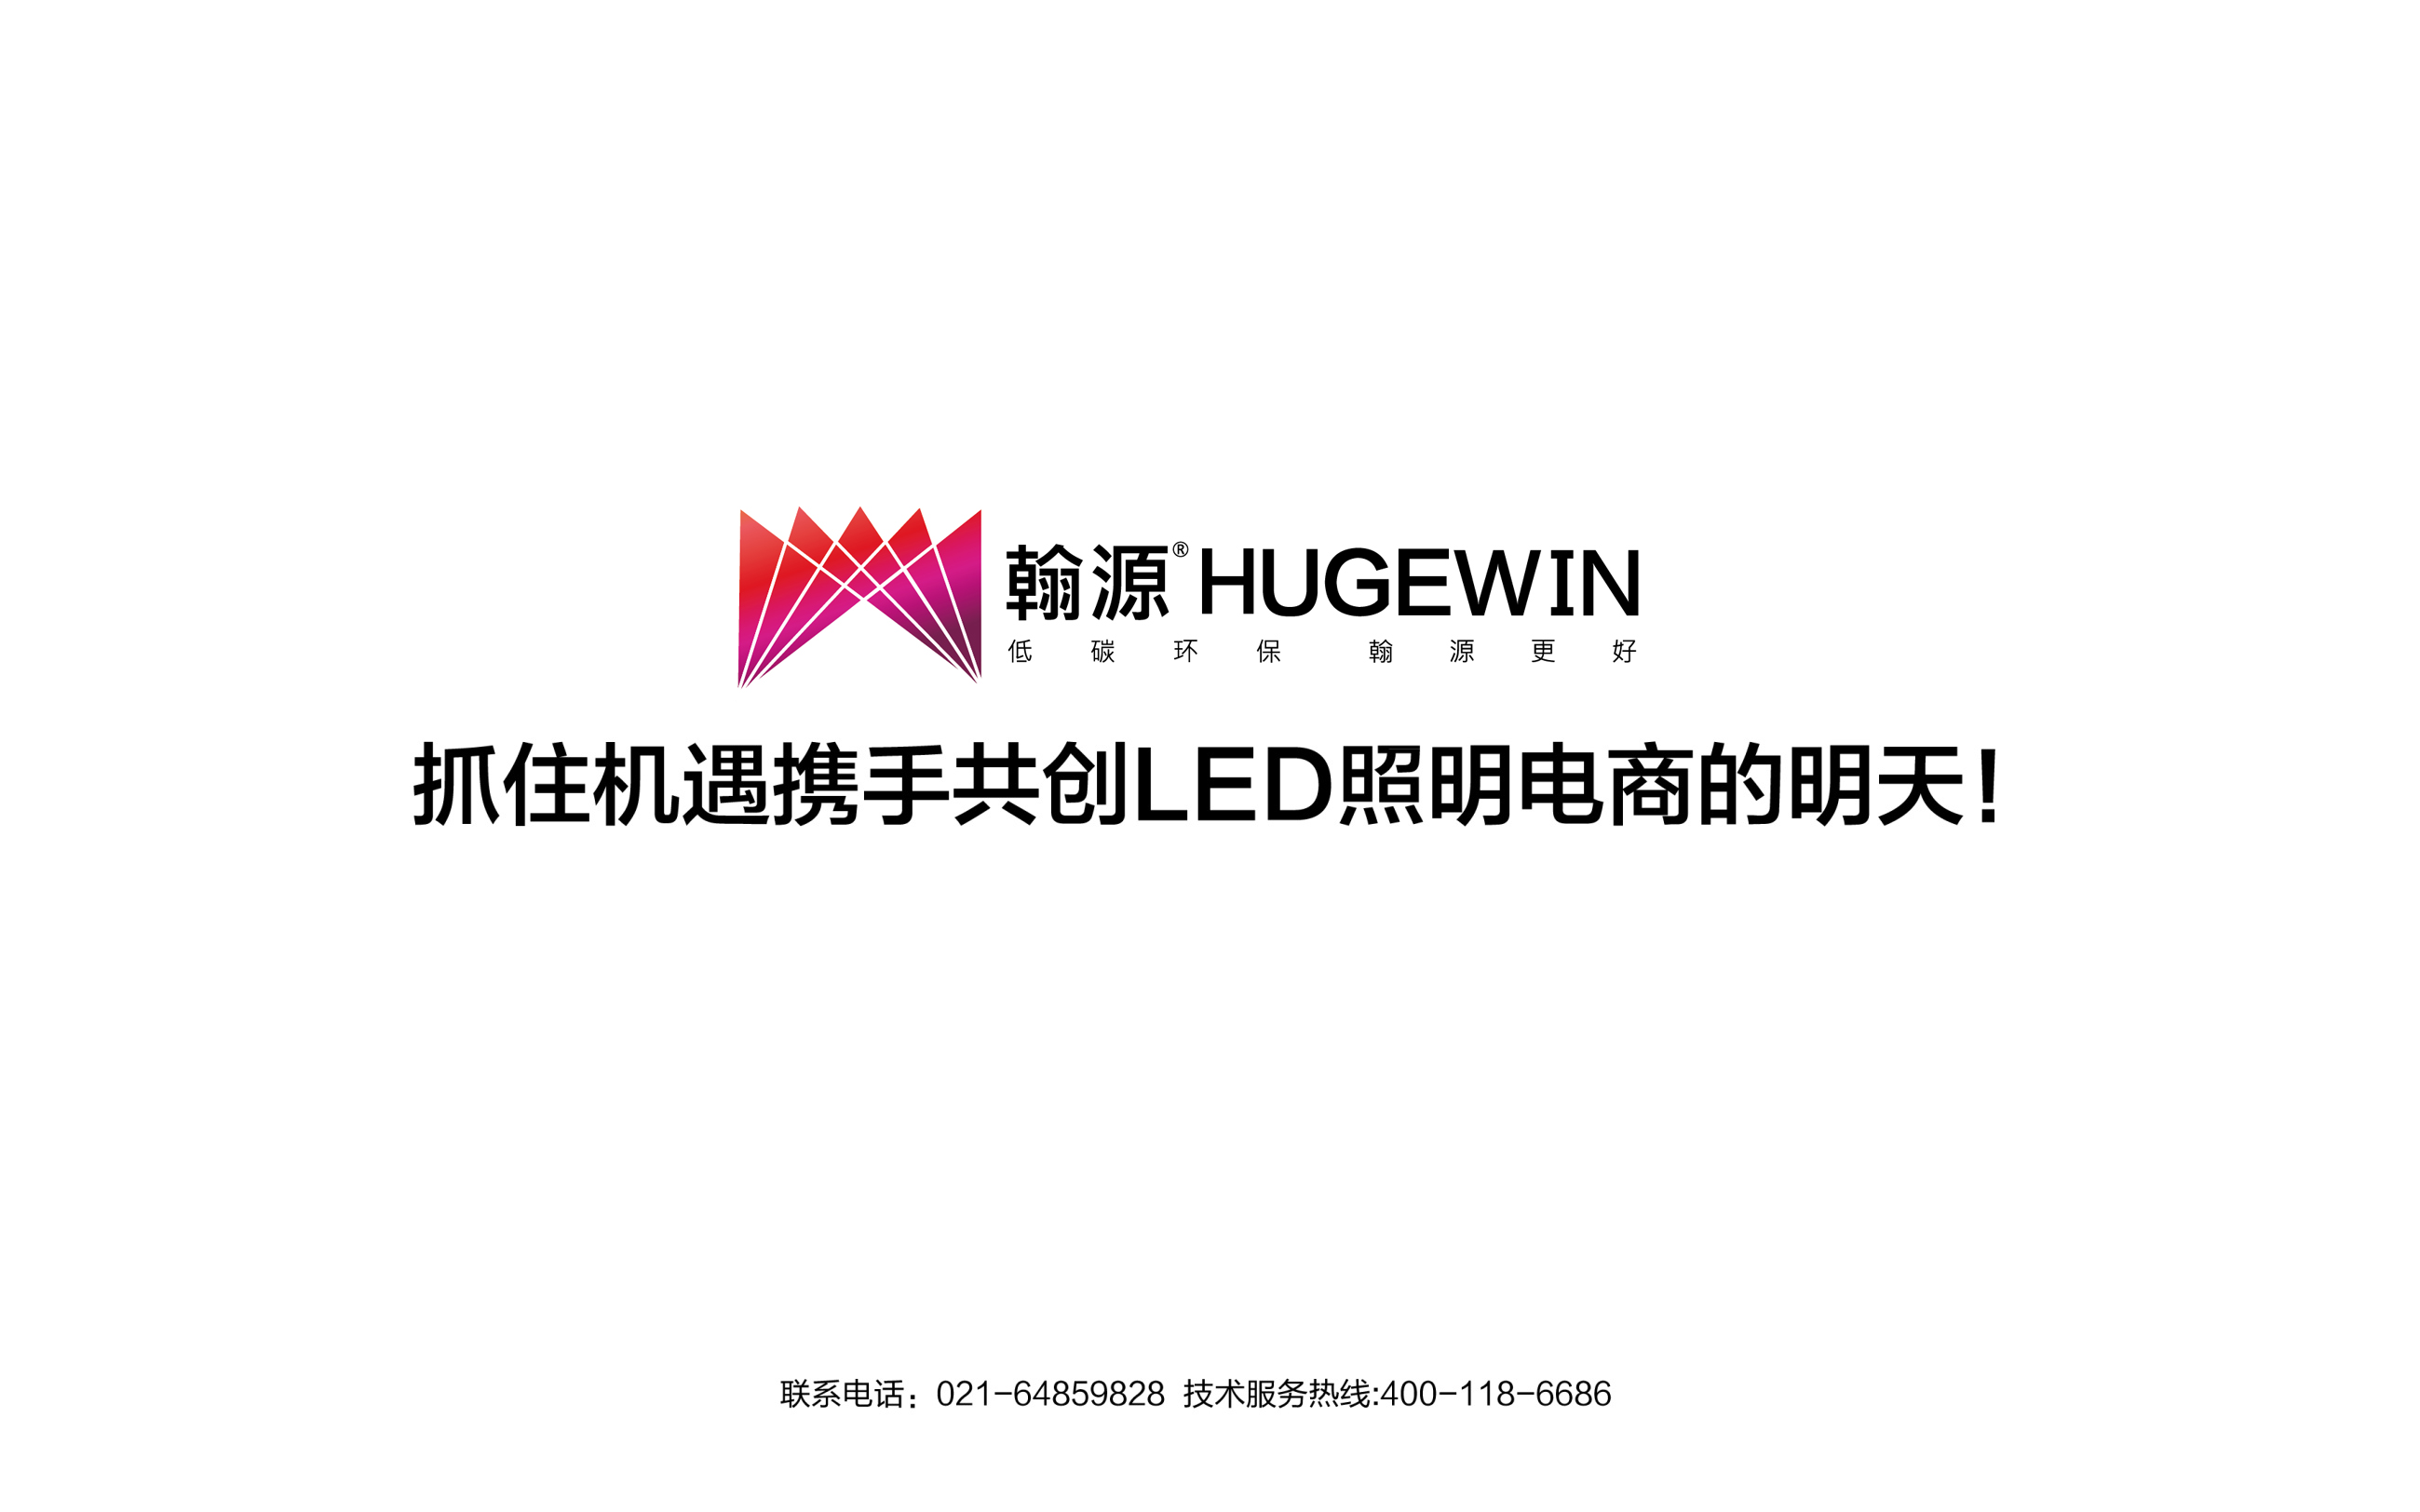 翰源® HUGEWIN
低碳环保 翰源更好
抓住机遇携手共创LED照明电商的明天！
联系电话：021-64859828 技术服务热线:400-118-6686